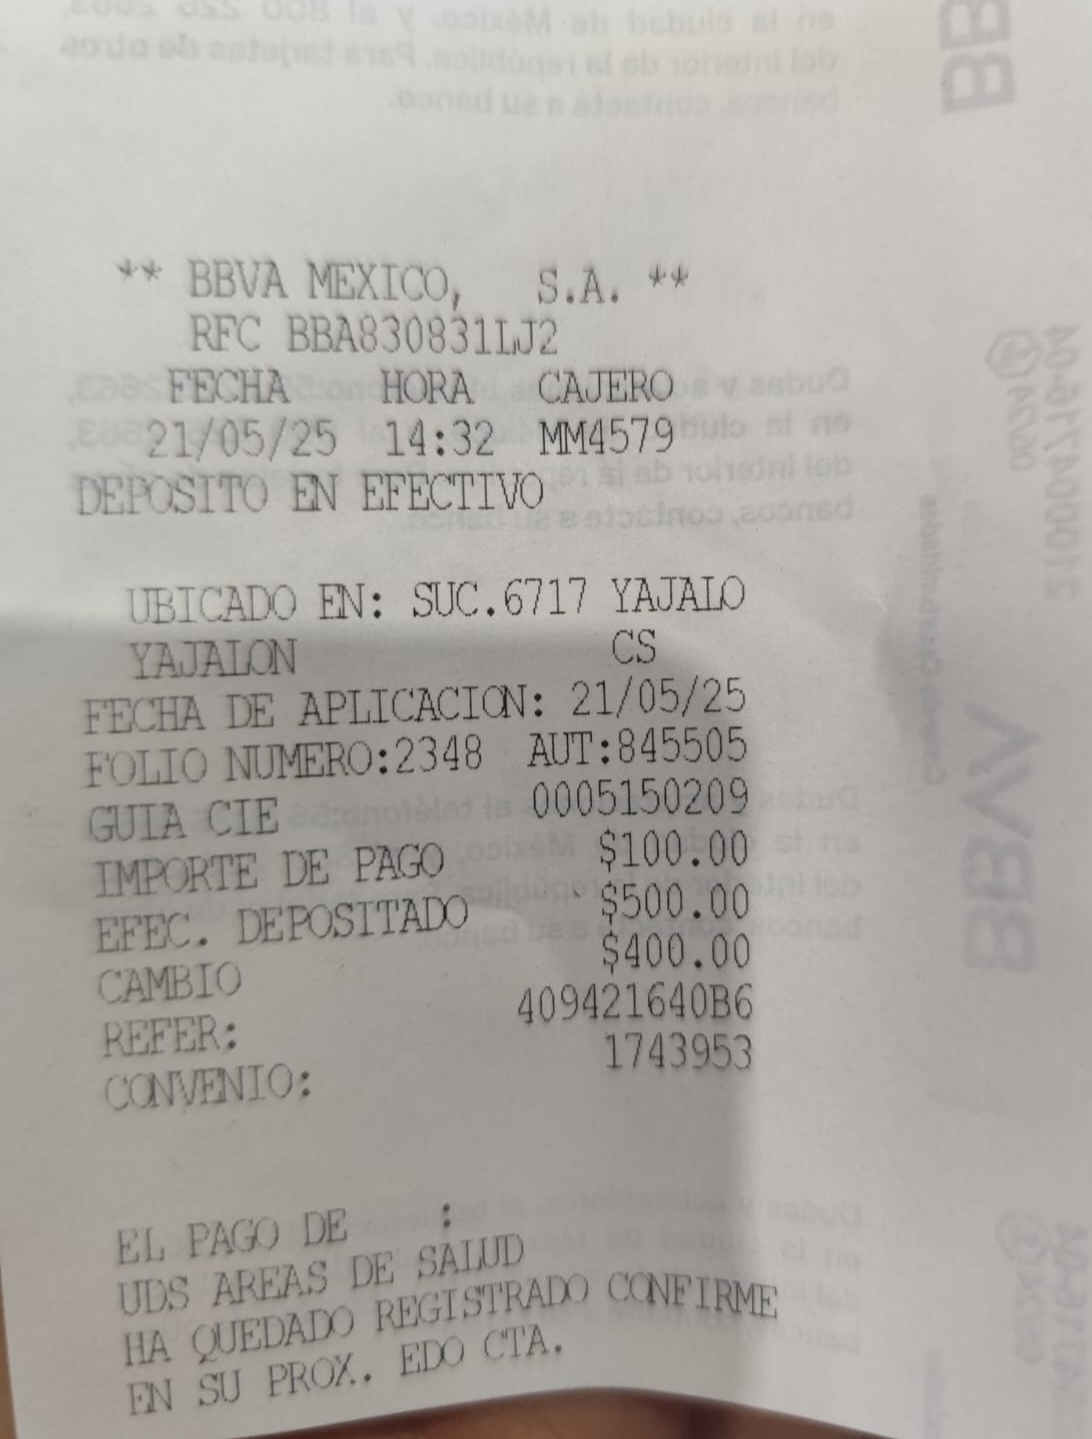 ** BBVA MEXICO, S.A. **
RFC BBA830831LJ2
FECHA HORA CAJERO
21/05/25 14:32 MM4579
DEPOSITO EN EFECTIVO
UBICADO EN: SUC.6717 YAJALO
YAJALON CS
FECHA DE APLICACION: 21/05/25
FOLIO NUMERO:2348 AUT:845505
GUIA CIE 0005150209
IMPORTE DE PAGO $100.00
EFEC. DEPOSITADO $500.00
CAMBIO $400.00
REFER: 409421640B6
CONVENIO: 1743953
EL PAGO DE :
UDS AREAS DE SALUD
HA QUEDADO REGISTRADO CONFIRME
EN SU PROX. EDO CTA.